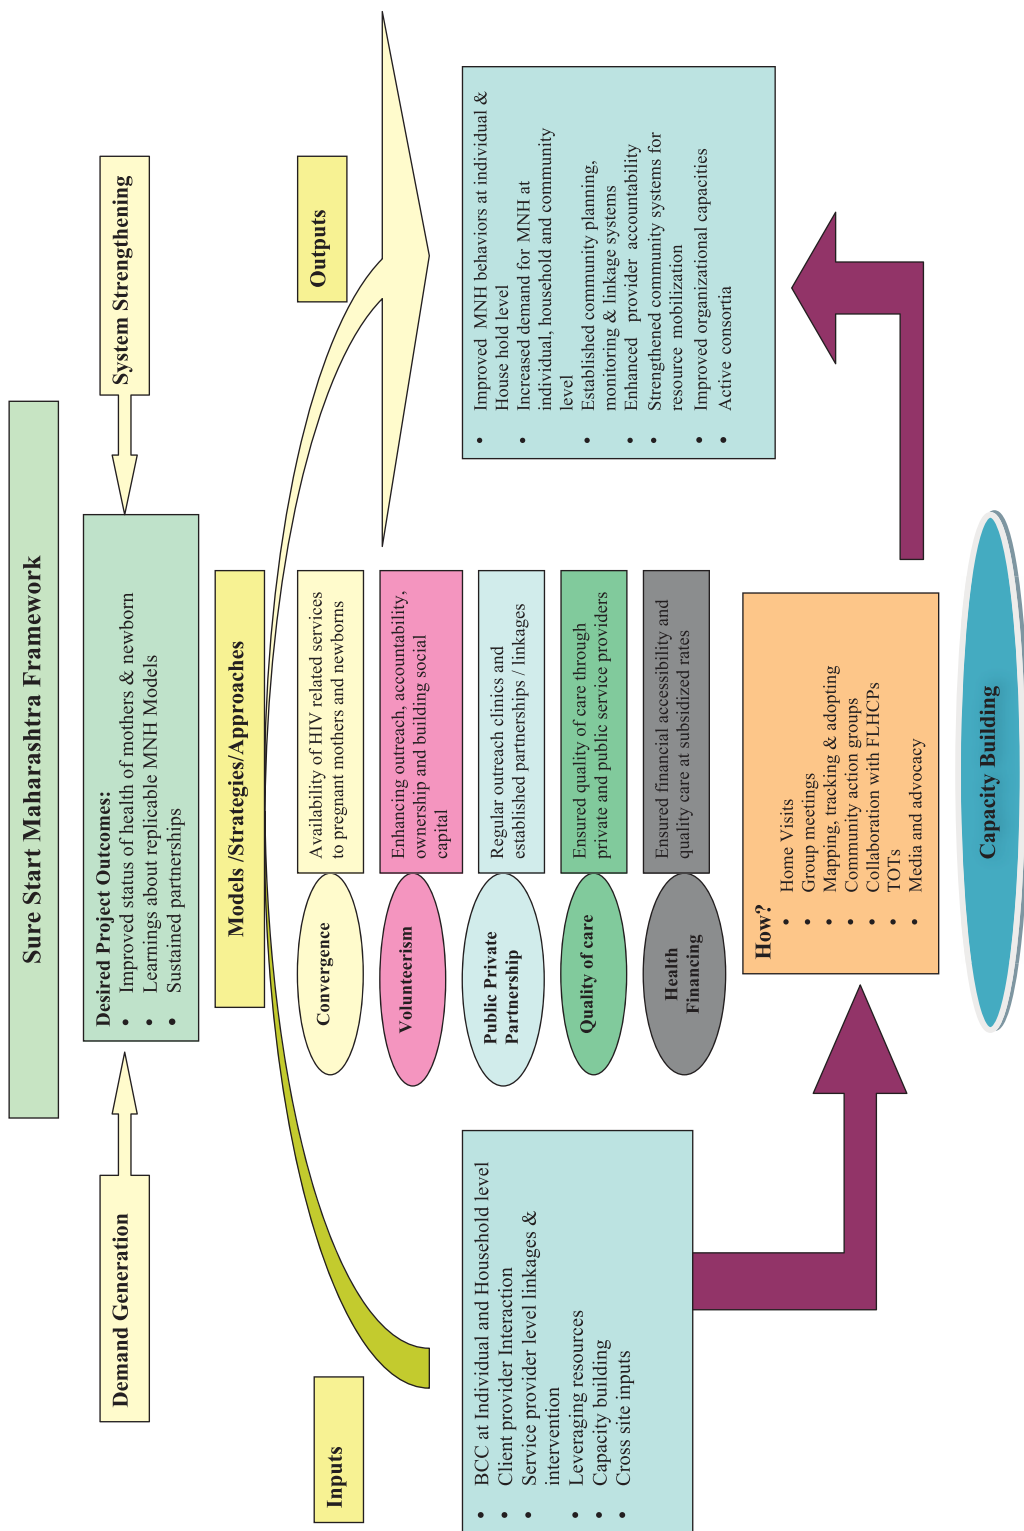 Sure Start Maharashtra Framework
Demand Generation
Desired Project Outcomes:
• Improved status of health of mothers & newborn
• Learnings about replicable MNH Models
• Sustained partnerships
System Strengthening
Models /Strategies/Approaches
Inputs
• BCC at Individual and Household level
• Client provider Interaction
• Service provider level linkages &
intervention
• Leveraging resources
• Capacity building
• Cross site inputs
Convergence
Availability of HIV related services
to pregnant mothers and newborns
Volunteerism
Enhancing outreach, accountability,
ownership and building social
capital
Public Private
Partnership
Regular outreach clinics and
established partnerships / linkages
Quality of care
Ensured quality of care through
private and public service providers
Health
Financing
Ensured financial accessibility and
quality care at subsidized rates
Outputs
• Improved MNH behaviors at individual &
House hold level
• Increased demand for MNH at
individual, household and community
level
• Established community planning,
monitoring & linkage systems
• Enhanced provider accountability
• Strengthened community systems for
resource mobilization
• Improved organizational capacities
• Active consortia
How?
• Home Visits
• Group meetings
• Mapping, tracking & adopting
• Community action groups
• Collaboration with FLHCPs
• TOTs
• Media and advocacy
Capacity Building